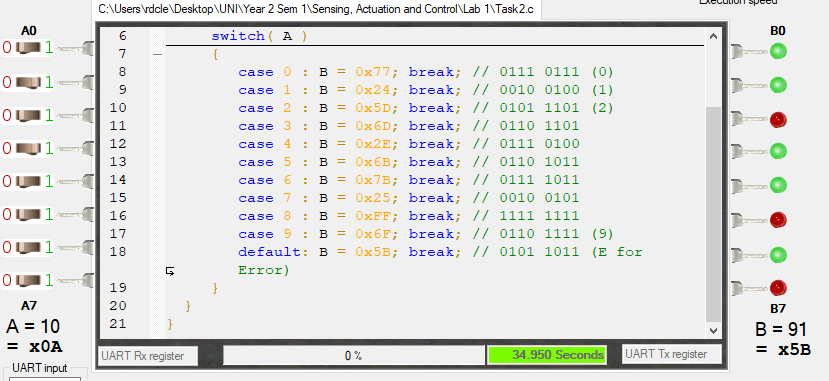 C:\Users\rdcle\Desktop\UNI\Year 2 Sem 1\Sensing, Actuation and Control\Lab 1\Task2.c
Execution speed
A0
B0
0 1
0 1
0 1
0 1
0 1
0 1
0 1
0 1
A7
A = 10
= x0A
UART input
6 switch( A )
7 {
8 case 0 : B = 0x77; break; // 0111 0111 (0)
9 case 1 : B = 0x24; break; // 0010 0100 (1)
10 case 2 : B = 0x5D; break; // 0101 1101 (2)
11 case 3 : B = 0x6D; break; // 0110 1101
12 case 4 : B = 0x2E; break; // 0111 0100
13 case 5 : B = 0x6B; break; // 0110 1011
14 case 6 : B = 0x7B; break; // 0111 1011
15 case 7 : B = 0x25; break; // 0010 0101
16 case 8 : B = 0xFF; break; // 1111 1111
17 case 9 : B = 0x6F; break; // 0110 1111 (9)
18 default: B = 0x5B; break; // 0101 1011 (E for
Error)
19 }
20 }
21 }
UART Rx register
0 %
34.950 Seconds
UART Tx register
B7
B = 91
= x5B